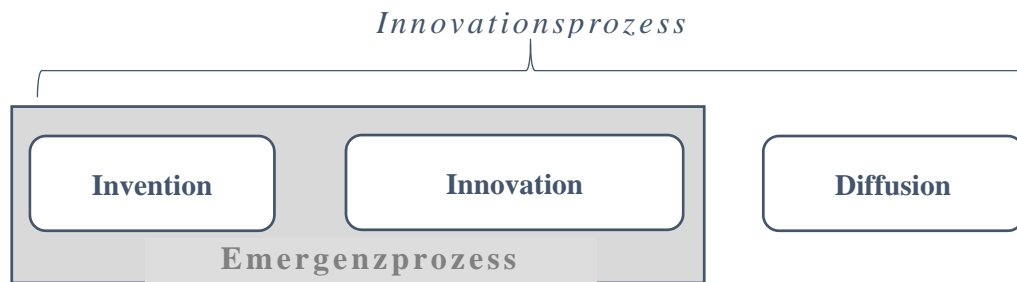 Innovationsprozess
Invention Innovation Diffusion
Emergenzprozess